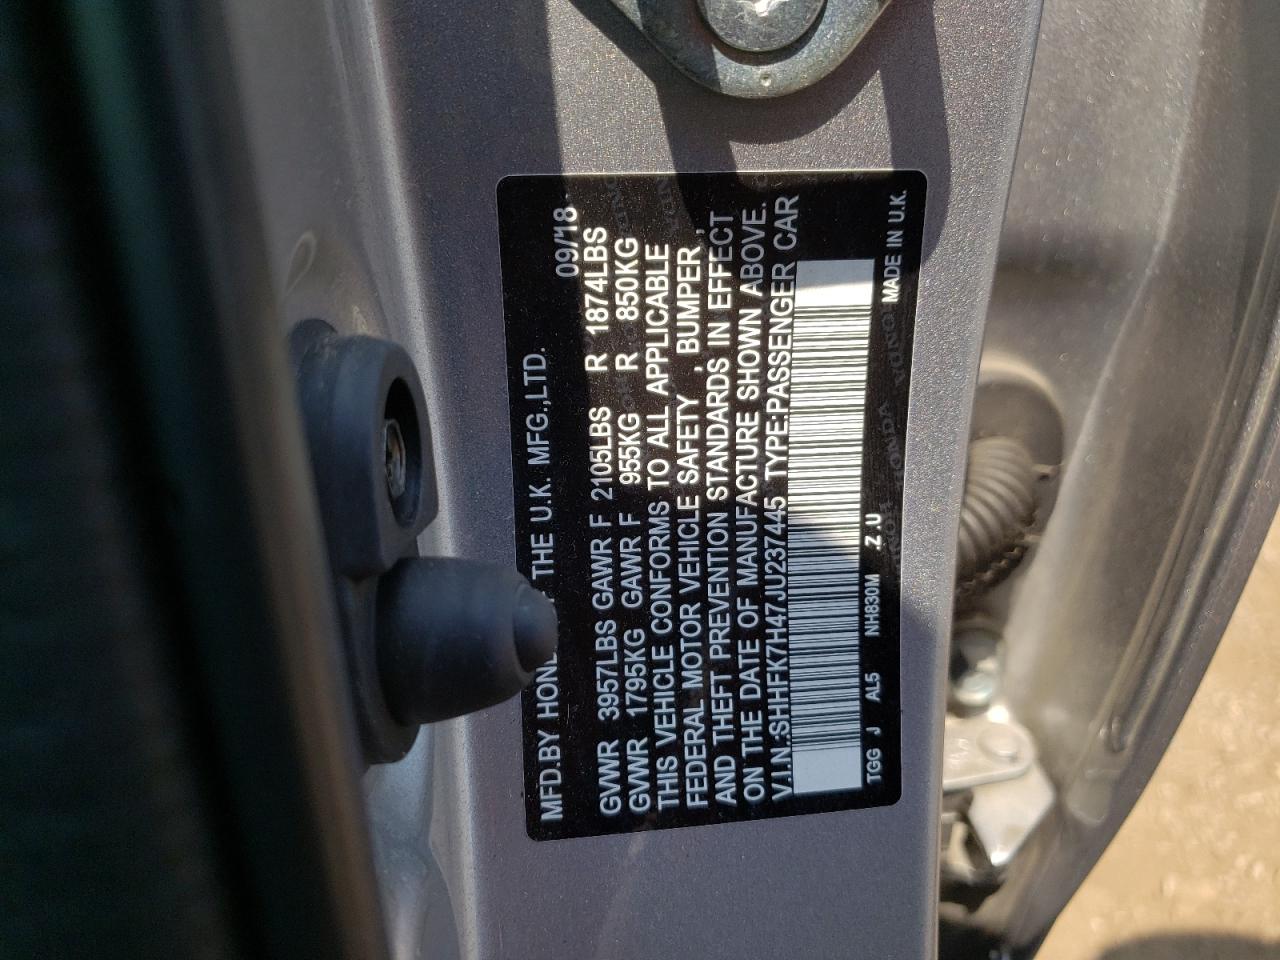 MFD.BY HON THE U.K. MFG.,LTD. 09/18
GVWR 3957LBS GAWR F 2105LBS R 1874LBS
GVWR 1795KG GAWR F 955KG R 850KG
THIS VEHICLE CONFORMS TO ALL APPLICABLE
FEDERAL MOTOR VEHICLE SAFETY , BUMPER ,
AND THEFT PREVENTION STANDARDS IN EFFECT
ON THE DATE OF MANUFACTURE SHOWN ABOVE.
V.I.N:SHHFK7H47JU237445 TYPE:PASSENGER CAR
TGG J AL5 NH830M .Z.U MADE IN U.K.